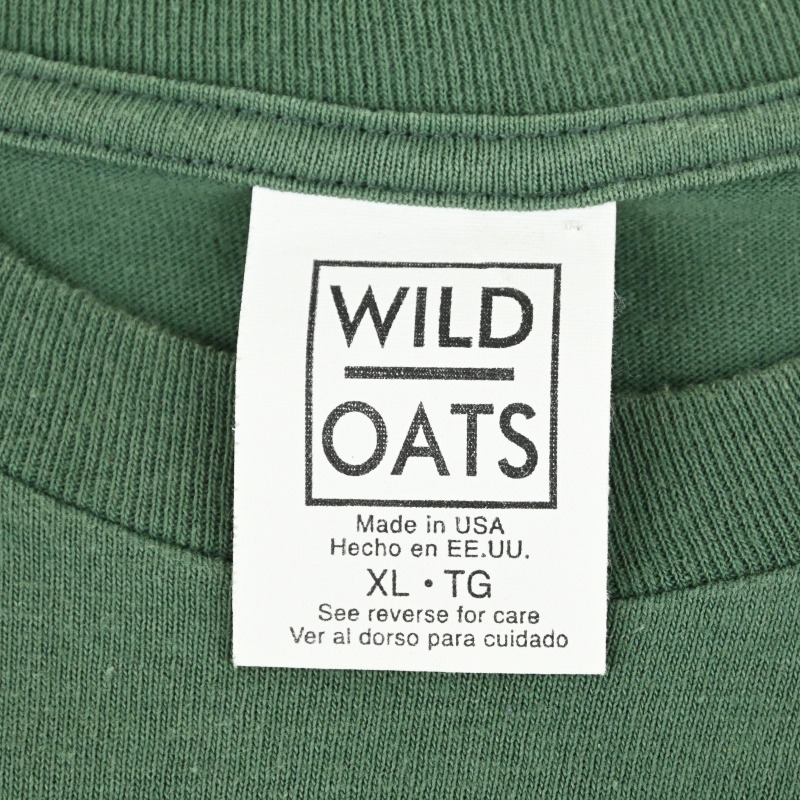 WILD
OATS
Made in USA
Hecho en EE.UU.
XL • TG
See reverse for care
Ver al dorso para cuidado